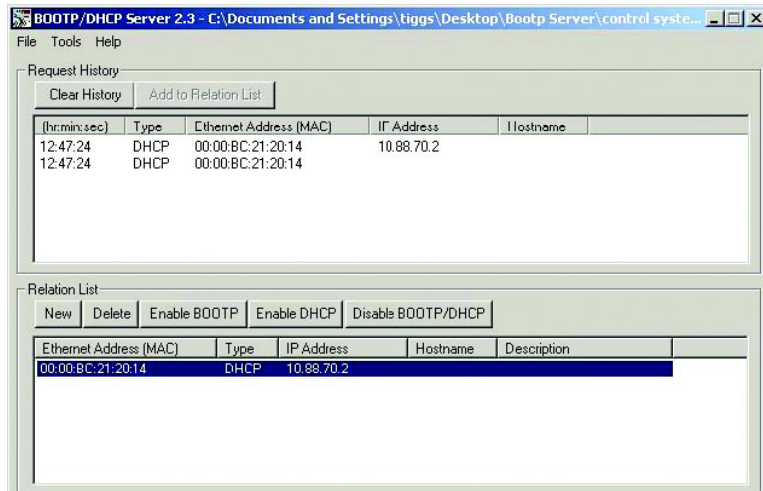 BOOTP/DHCP Server 2.3 - C:\Documents and Settings\tiggs\Desktop\Bootp Server\control syste...
File Tools Help
Request History
Clear History Add to Relation List
(hr:min:sec) Type Ethernet Address (MAC) IP Address Hostname
12:47:24 DHCP 00:00:BC:21:20:14 10.88.70.2
12:47:24 DHCP 00:00:BC:21:20:14
Relation List
New Delete Enable BOOTP Enable DHCP Disable BOOTP/DHCP
Ethernet Address (MAC) Type IP Address Hostname Description
00:00:BC:21:20:14 DHCP 10.88.70.2